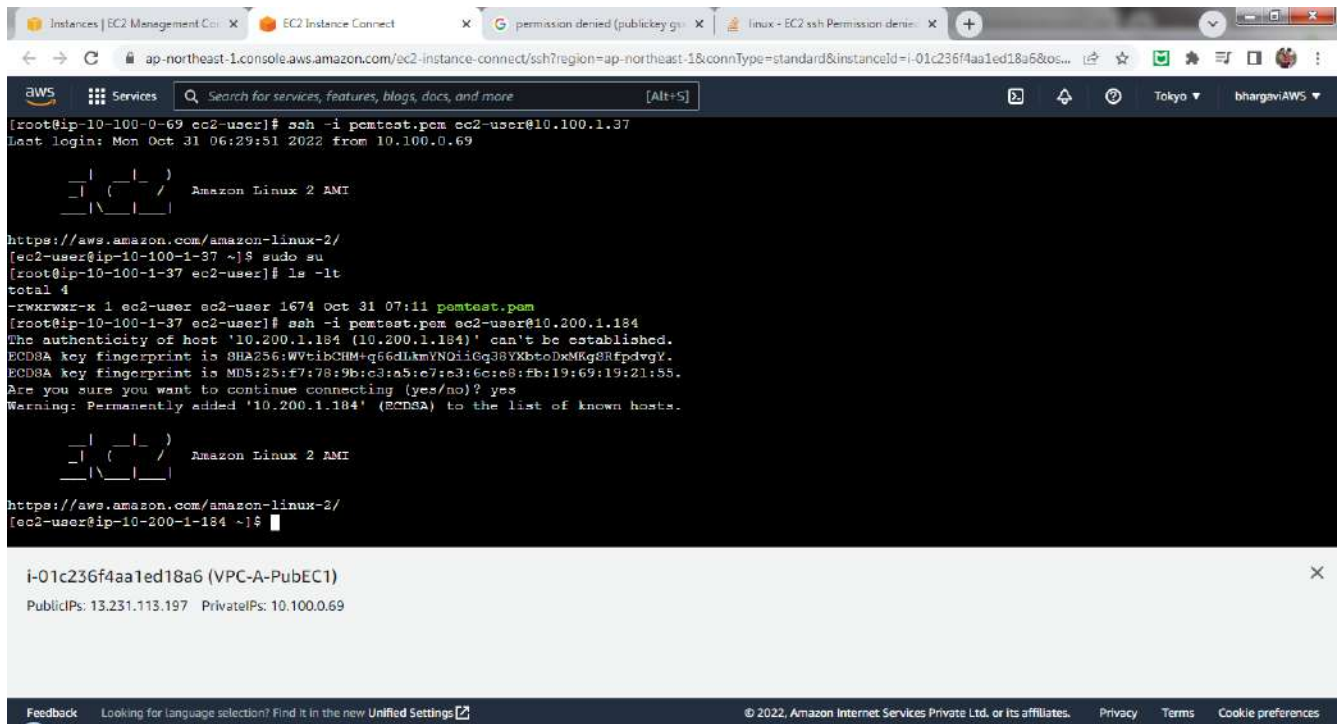 Instances | EC2 Management Co
EC2 Instance Connect
permission denied (publickey gs
linux - EC2 ssh Permission denie
ap-northeast-1.console.aws.amazon.com/ec2-instance-connect/ssh?region=ap-northeast-1&connType=standard&instanceId=i-01c236f4aa1ed18a6&os...
aws
Services
Search for services, features, blogs, docs, and more
[Alt+S]
Tokyo ▼
bhargaviAWS ▼
[root@ip-10-100-0-69 ec2-user]# ssh -i pemtest.pem ec2-user@10.100.1.37
Last login: Mon Oct 31 06:29:51 2022 from 10.100.0.69
       __|  __|_  )
       _|  (     /   Amazon Linux 2 AMI
      ___|\___|___|
https://aws.amazon.com/amazon-linux-2/
[ec2-user@ip-10-100-1-37 ~]$ sudo su
[root@ip-10-100-1-37 ec2-user]# ls -lt
total 4
-rwxrwxr-x 1 ec2-user ec2-user 1674 Oct 31 07:11 pemtest.pem
[root@ip-10-100-1-37 ec2-user]# ssh -i pemtest.pem ec2-user@10.200.1.184
The authenticity of host '10.200.1.184 (10.200.1.184)' can't be established.
ECDSA key fingerprint is SHA256:WVtibCHM+q66dLkmYNQiiGq38YXbtoDxMKg8RfpdvgY.
ECDSA key fingerprint is MD5:25:f7:78:9b:c3:a5:c7:e3:6c:e8:fb:19:69:19:21:55.
Are you sure you want to continue connecting (yes/no)? yes
Warning: Permanently added '10.200.1.184' (ECDSA) to the list of known hosts.
       __|  __|_  )
       _|  (     /   Amazon Linux 2 AMI
      ___|\___|___|
https://aws.amazon.com/amazon-linux-2/
[ec2-user@ip-10-200-1-184 ~]$
i-01c236f4aa1ed18a6 (VPC-A-PubEC1)
PublicIPs: 13.231.113.197 PrivateIPs: 10.100.0.69
Feedback
Looking for language selection? Find it in the new Unified Settings
© 2022, Amazon Internet Services Private Ltd. or its affiliates.
Privacy
Terms
Cookie preferences